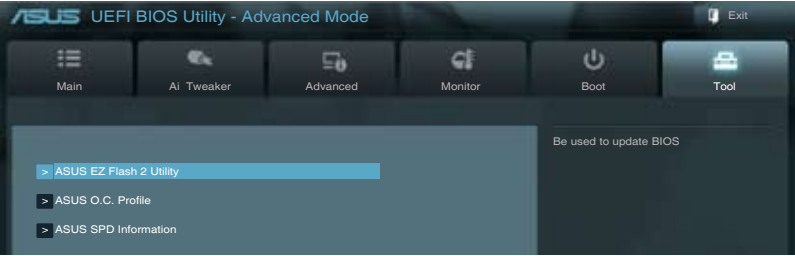 ASUS UEFI BIOS Utility - Advanced Mode
Exit
Main
Ai Tweaker
Advanced
Monitor
Boot
Tool
Be used to update BIOS
> ASUS EZ Flash 2 Utility
> ASUS O.C. Profile
> ASUS SPD Information